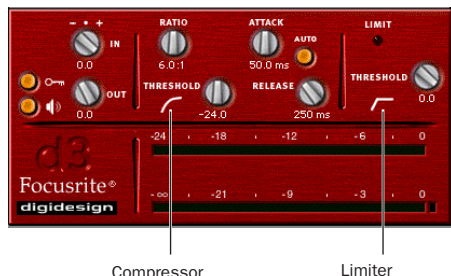 - • +
RATIO
ATTACK
LIMIT
IN
AUTO
0.0
6.0:1
50.0 ms
THRESHOLD
RELEASE
THRESHOLD
OUT
0.0
-24.0
250 ms
0.0
-24 -18 -12 -6 0
d3
Focusrite®
digidesign
-∞ -21 -9 -3 0
Compressor
Limiter